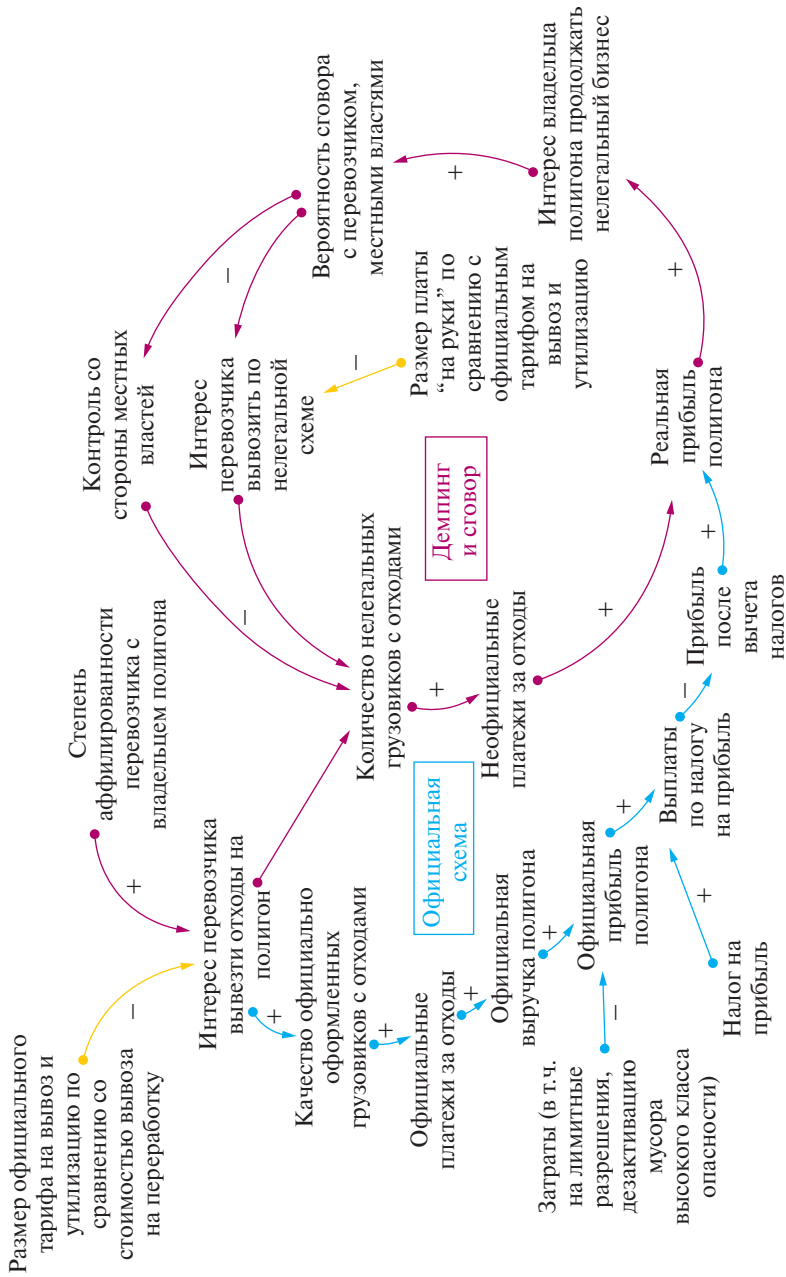 Размер официального
тарифа на вывоз и
утилизацию по
сравнению со
стоимостью вывоза
на переработку
–
Степень
аффилированности
перевозчика с
владельцем полигона
+
Интерес перевозчика
вывезти отходы на
полигон
+
Качество официально
оформленных
грузовиков с отходами
+
Официальные
платежи за отходы
+
Официальная
выручка полигона
+
Затраты (в т.ч.
на лимитные
разрешения,
дезактивацию
мусора
высокого класса
опасности)
–
Официальная
прибыль
полигона
+
Налог на
прибыль
+
Выплаты
по налогу
на прибыль
–
Прибыль
после
вычета
налогов
+
Официальная
схема
Контроль со
стороны местных
властей
–
Интерес
перевозчика
вывозить по
нелегальной
схеме
Количество нелегальных
грузовиков с отходами
+
Неофициальные
платежи за отходы
+
Демпинг
и сговор
Вероятность сговора
с перевозчиком,
местными властями
–
Размер платы
“на руки” по
сравнению с
официальным
тарифом на
вывоз и
утилизацию
–
Интерес владельца
полигона продолжать
нелегальный бизнес
+
Реальная
прибыль
полигона
+